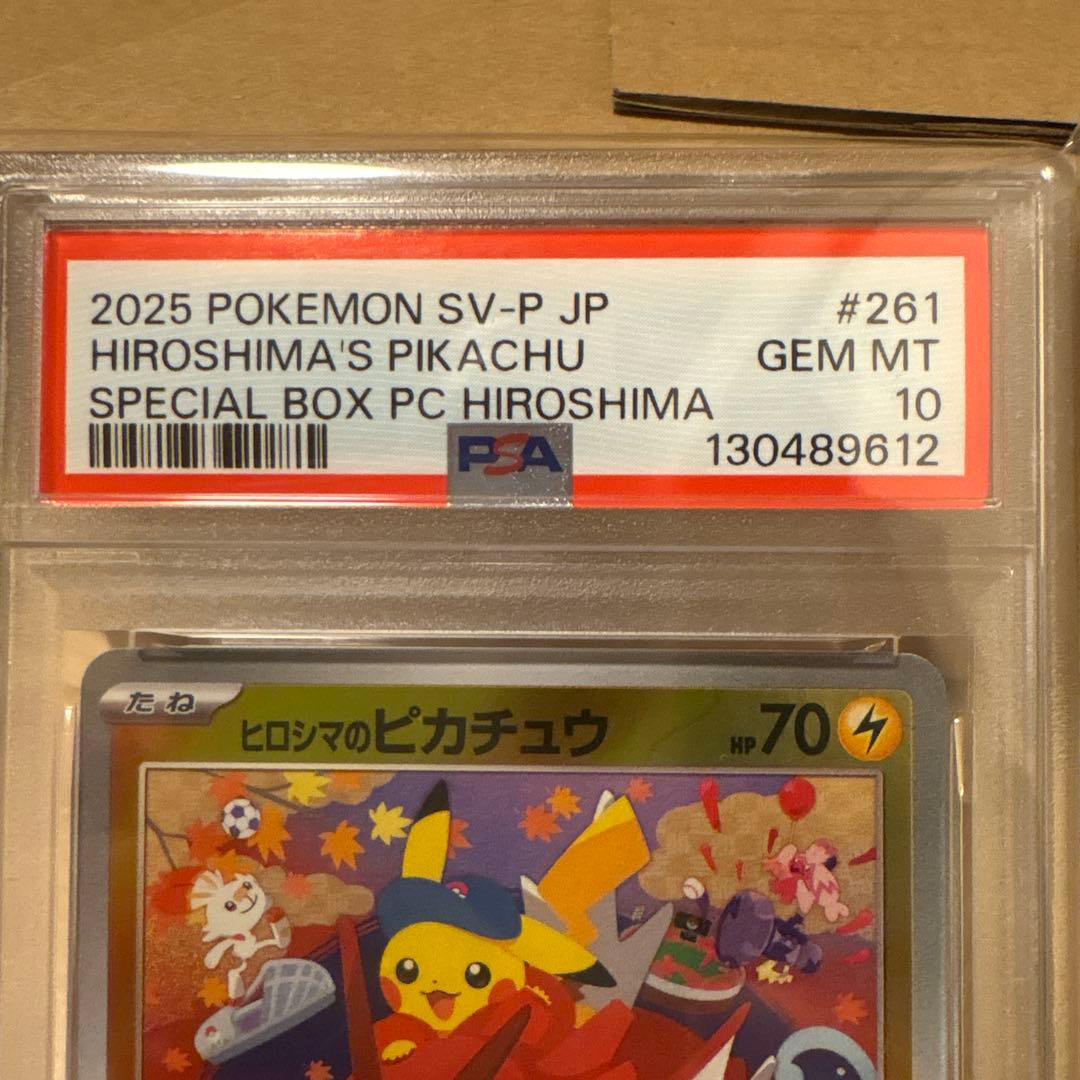 2025 POKEMON SV-P JP #261
HIROSHIMA'S PIKACHU GEM MT
SPECIAL BOX PC HIROSHIMA 10
PSA 130489612
たね ヒロシマのピカチュウ HP70